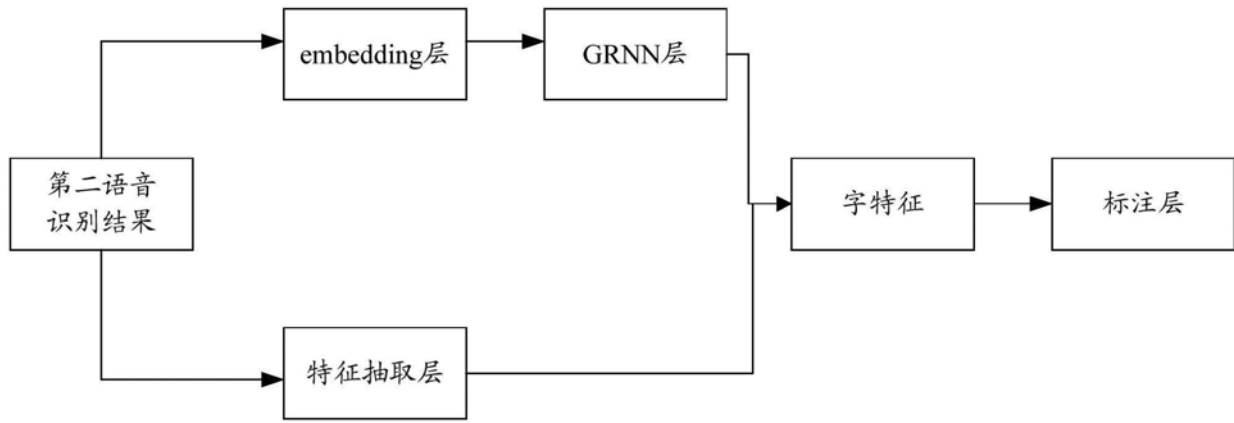 embedding层
GRNN层
第二语音
识别结果
字特征
标注层
特征抽取层